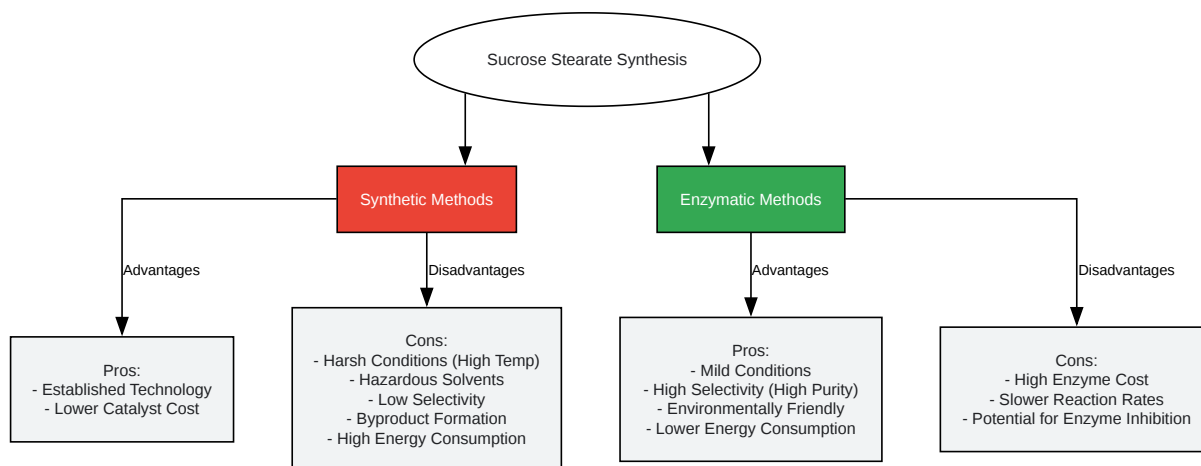 Sucrose Stearate Synthesis
Synthetic Methods
Enzymatic Methods
Advantages
Disadvantages
Advantages
Disadvantages
Pros:
- Established Technology
- Lower Catalyst Cost
Cons:
- Harsh Conditions (High Temp)
- Hazardous Solvents
- Low Selectivity
- Byproduct Formation
- High Energy Consumption
Pros:
- Mild Conditions
- High Selectivity (High Purity)
- Environmentally Friendly
- Lower Energy Consumption
Cons:
- High Enzyme Cost
- Slower Reaction Rates
- Potential for Enzyme Inhibition